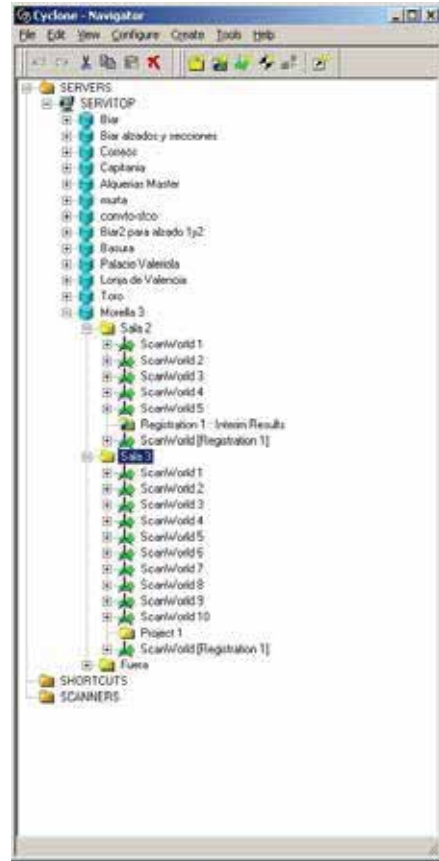 Cyclone - Navigator
File Edit View Configure Create Tools Help
SERVERS
SERVITOP
Biar
Biar alzados y secciones
Correos
Capitania
Alquerias Master
murta
convto-stco
Biar2 para alzado 1y2
Basura
Palacio Valeriola
Lonja de Valencia
Toro
Morella 3
Sala 2
ScanWorld 1
ScanWorld 2
ScanWorld 3
ScanWorld 4
ScanWorld 5
Registration 1 : Interim Results
ScanWorld [Registration 1]
Sala 3
ScanWorld 1
ScanWorld 2
ScanWorld 3
ScanWorld 4
ScanWorld 5
ScanWorld 6
ScanWorld 7
ScanWorld 8
ScanWorld 9
ScanWorld 10
Project 1
ScanWorld [Registration 1]
Fuera
SHORTCUTS
SCANNERS